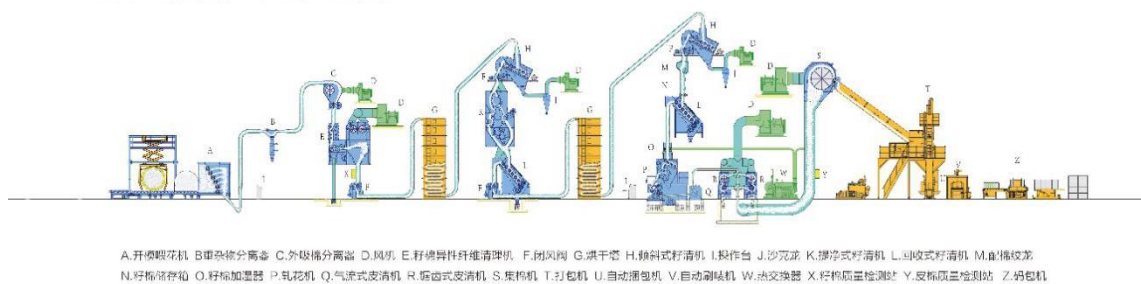 A.开模喂花机 B重杂物分离器 C.外吸棉分离器 D.风机 E.籽棉异性纤维清理机 F.闭风阀 G.烘干塔 H.倾斜式籽清机 I.操作台 J.沙克龙 K.提净式籽清机 L.回收式籽清机 M.配棉绞龙
N.籽棉储存箱 O.籽棉加湿器 P.轧花机 Q.气流式皮清机 R.锯齿式皮清机 S.集棉机 T.打包机 U.自动捆包机 V.自动刷唛机 W.热交换器 X.籽棉质量检测站 Y.皮棉质量检测站 Z.码包机
C
D
H
D
H
D
S
D
T
D
G
G
M
N
B
E
L
O
A
X
F
F
L
P
Q
R
R
W
Y
V
Z